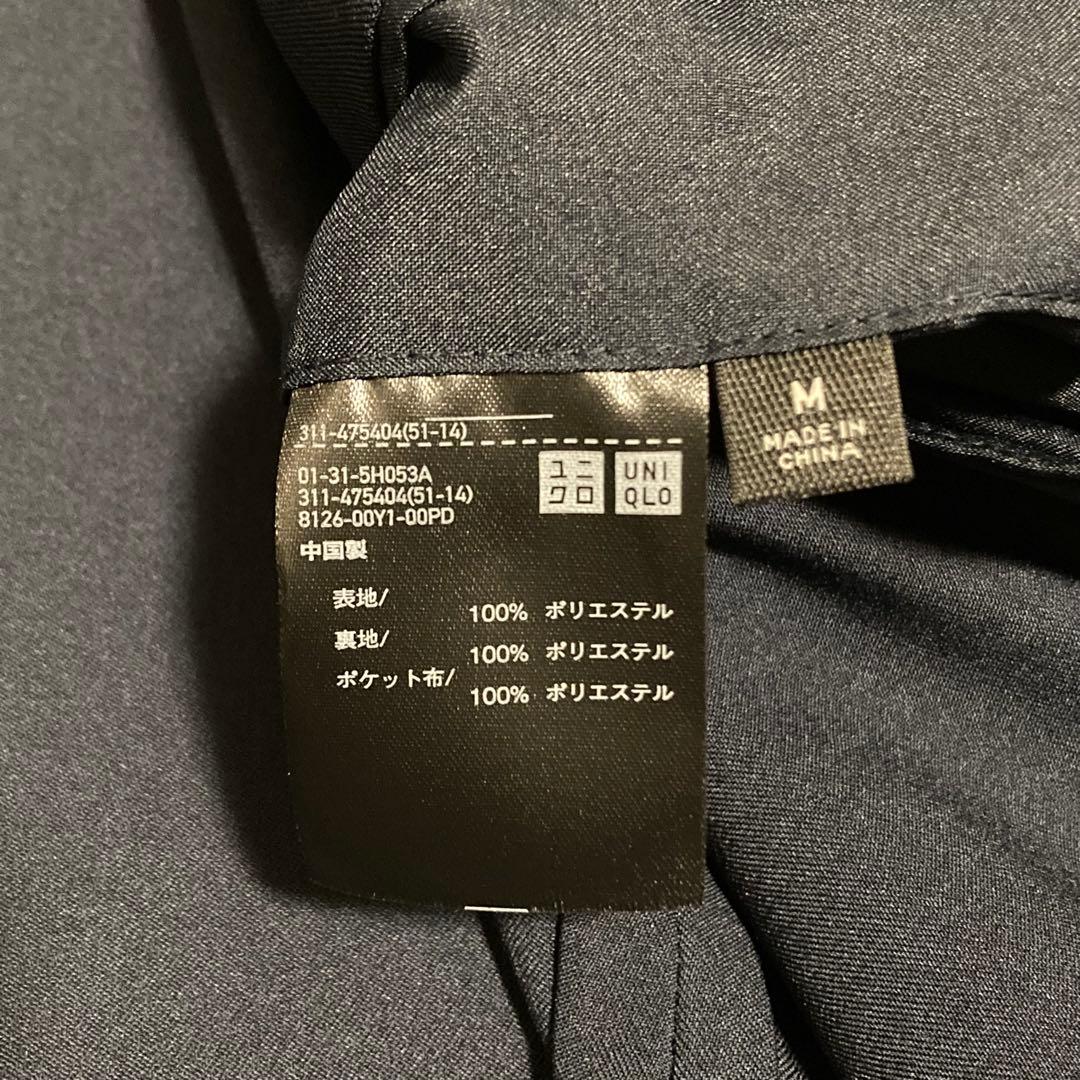 311-475404(51-14)
01-31-5H053A
311-475404(51-14)
8126-00Y1-00PD
中国製
ユニ
クロ
UNI
QLO
表地/
100% ポリエステル
裏地/
100% ポリエステル
ポケット布/
100% ポリエステル
M
MADE IN
CHINA